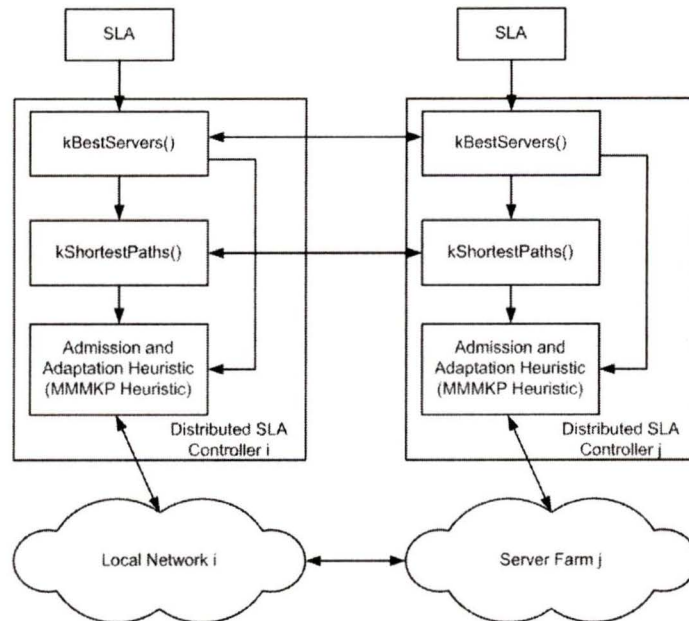 SLA
SLA
kBestServers()
kBestServers()
kShortestPaths()
kShortestPaths()
Admission and
Adaptation Heuristic
(MMMKP Heuristic)
Admission and
Adaptation Heuristic
(MMMKP Heuristic)
Distributed SLA
Controller i
Distributed SLA
Controller j
Local Network i
Server Farm j